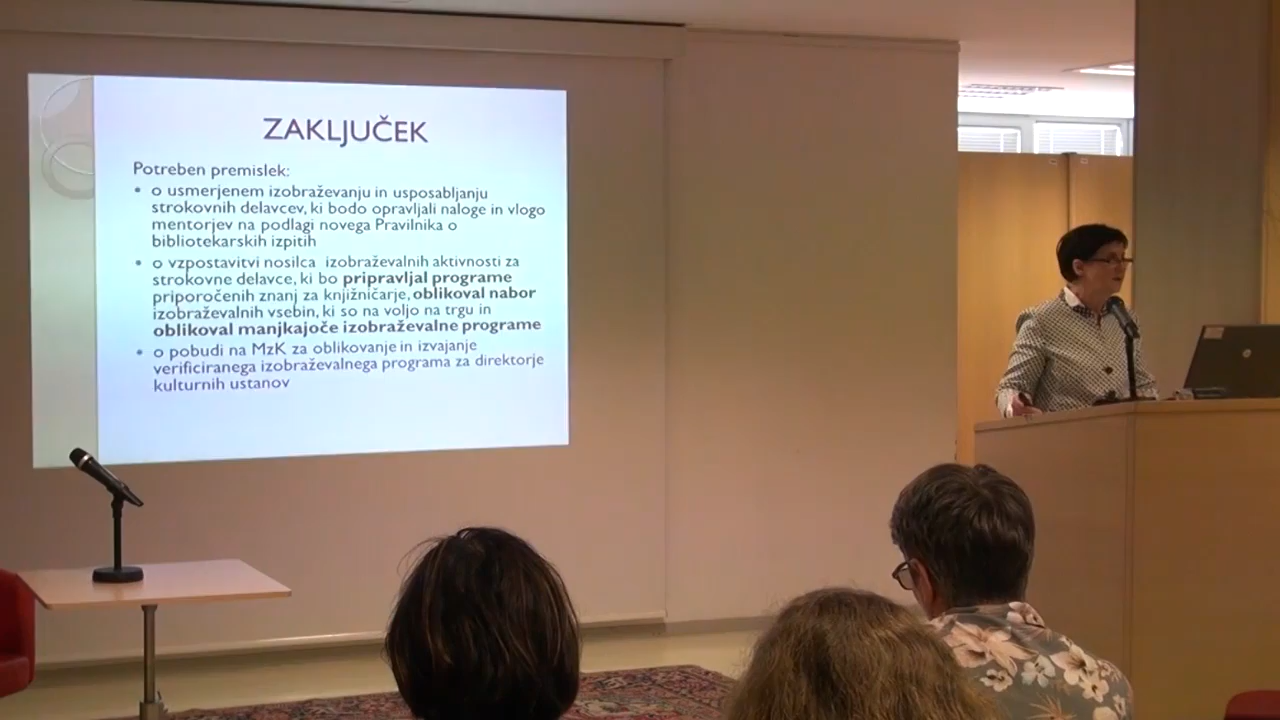 ZAKLJUČEK
Potreben premislek:
• o usmerjenem izobraževanju in usposabljanju
strokovnih delavcev, ki bodo opravljali naloge in vlogo
mentorjev na podlagi novega Pravilnika o
bibliotekarskih izpitih
• o vzpostavitvi nosilca izobraževalnih aktivnosti za
strokovne delavce, ki bo pripravljal programe
priporočenih znanj za knjižničarje, oblikoval nabor
izobraževalnih vsebin, ki so na voljo na trgu in
oblikoval manjkajoče izobraževalne programe
• o pobudi na MzK za oblikovanje in izvajanje
verificiranega izobraževalnega programa za direktorje
kulturnih ustanov